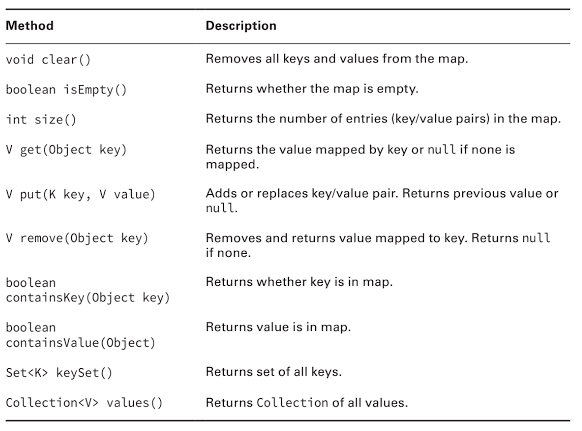 Method Description
void clear() Removes all keys and values from the map.
boolean isEmpty() Returns whether the map is empty.
int size() Returns the number of entries (key/value pairs) in the map.
V get(Object key) Returns the value mapped by key or null if none is
mapped.
V put(K key, V value) Adds or replaces key/value pair. Returns previous value or
null.
V remove(Object key) Removes and returns value mapped to key. Returns null
if none.
boolean Returns whether key is in map.
containsKey(Object key)
boolean Returns value is in map.
containsValue(Object)
Set<K> keySet() Returns set of all keys.
Collection<V> values() Returns Collection of all values.